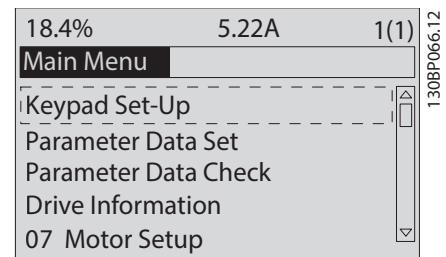 18.4% 5.22A 1(1)
Main Menu
Keypad Set-Up
Parameter Data Set
Parameter Data Check
Drive Information
07 Motor Setup
130BP066.12